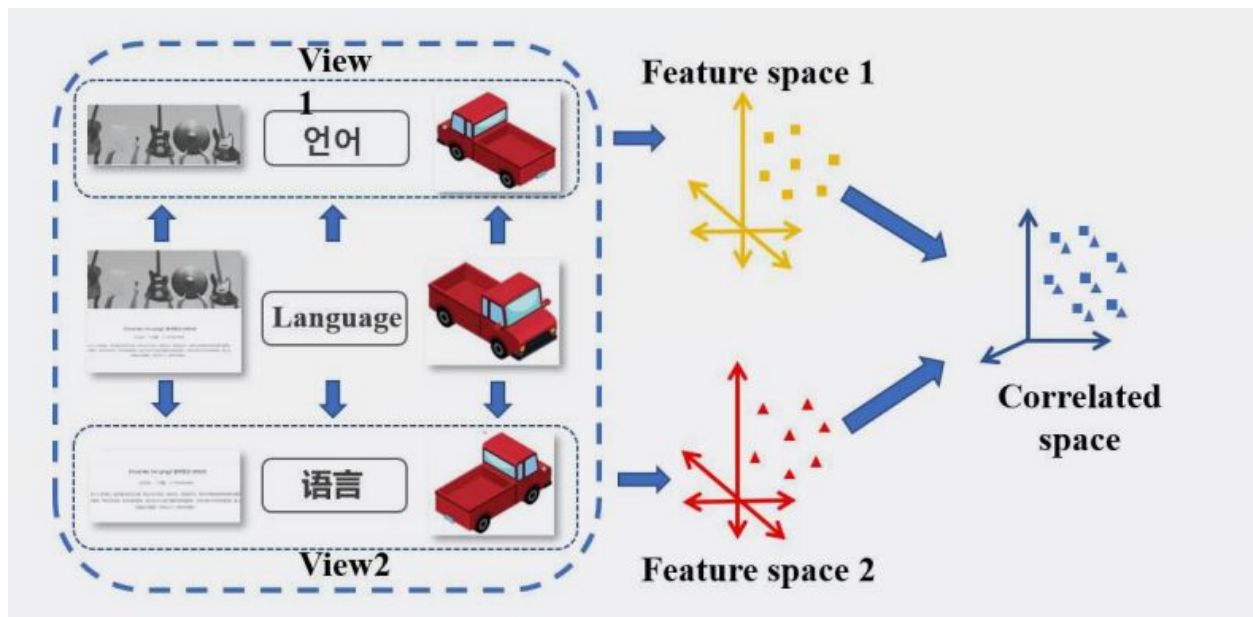 View
1
언어
Feature space 1
Language
语言
View2
Feature space 2
Correlated
space